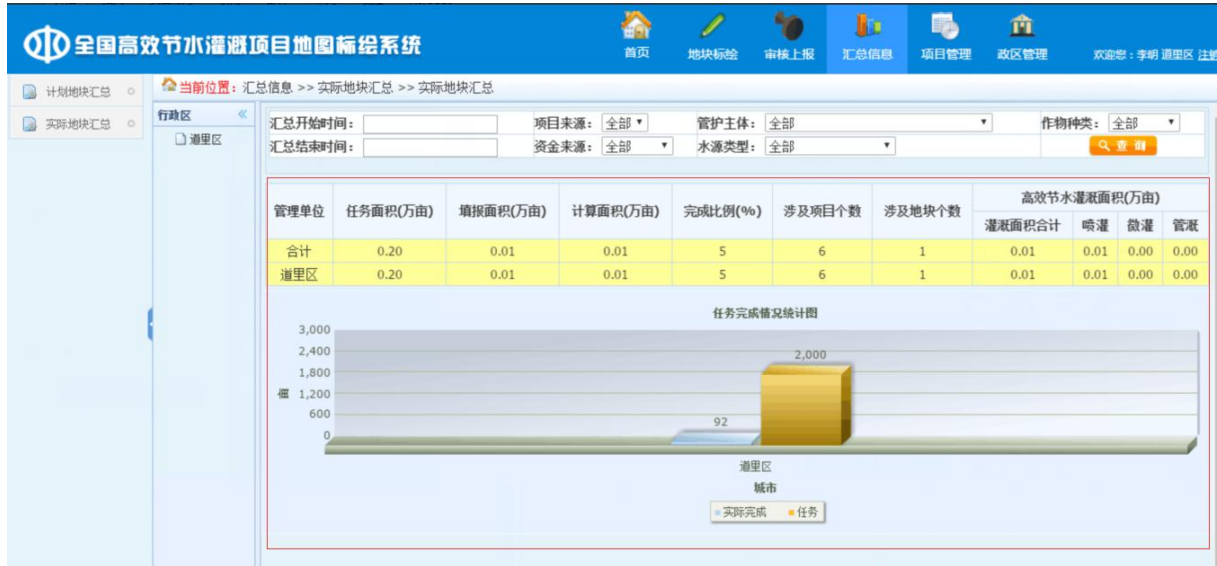 全国高效节水灌溉项目地图标绘系统
首页 地块标绘 审核上报 汇总信息 项目管理 政区管理
欢迎您：李明 道里区 注销
计划地块汇总
实际地块汇总
当前位置：汇总信息 >> 实际地块汇总 >> 实际地块汇总
行政区
道里区
汇总开始时间： 项目来源： 全部 管护主体： 全部 作物种类： 全部
汇总结束时间： 资金来源： 全部 水源类型： 全部 查 询
管理单位 任务面积(万亩) 填报面积(万亩) 计算面积(万亩) 完成比例(%) 涉及项目个数 涉及地块个数 高效节水灌溉面积(万亩)
灌溉面积合计 喷灌 微灌 管溉
合计 0.20 0.01 0.01 5 6 1 0.01 0.01 0.00 0.00
道里区 0.20 0.01 0.01 5 6 1 0.01 0.01 0.00 0.00
任务完成情况统计图
3,000
2,400
1,800
1,200
600
0
2,000
92
道里区
城市
实际完成 任务